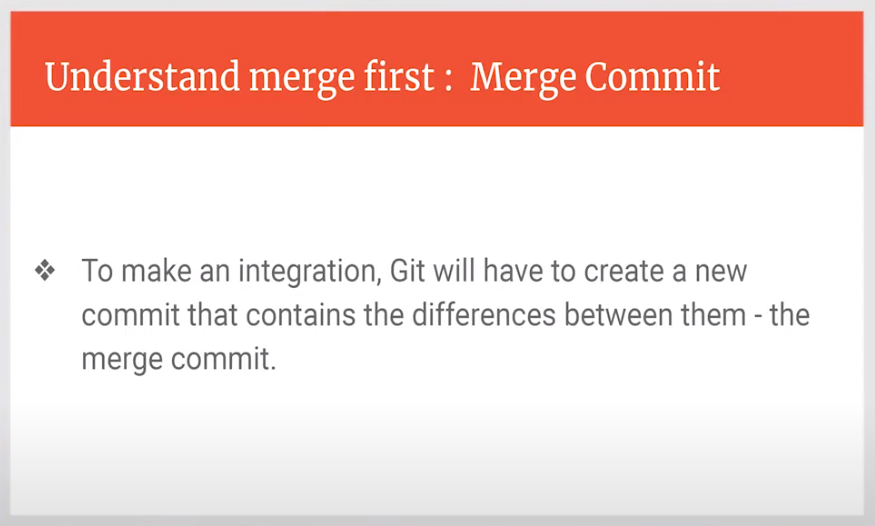 Understand merge first :  Merge Commit
❖ To make an integration, Git will have to create a new
commit that contains the differences between them - the
merge commit.